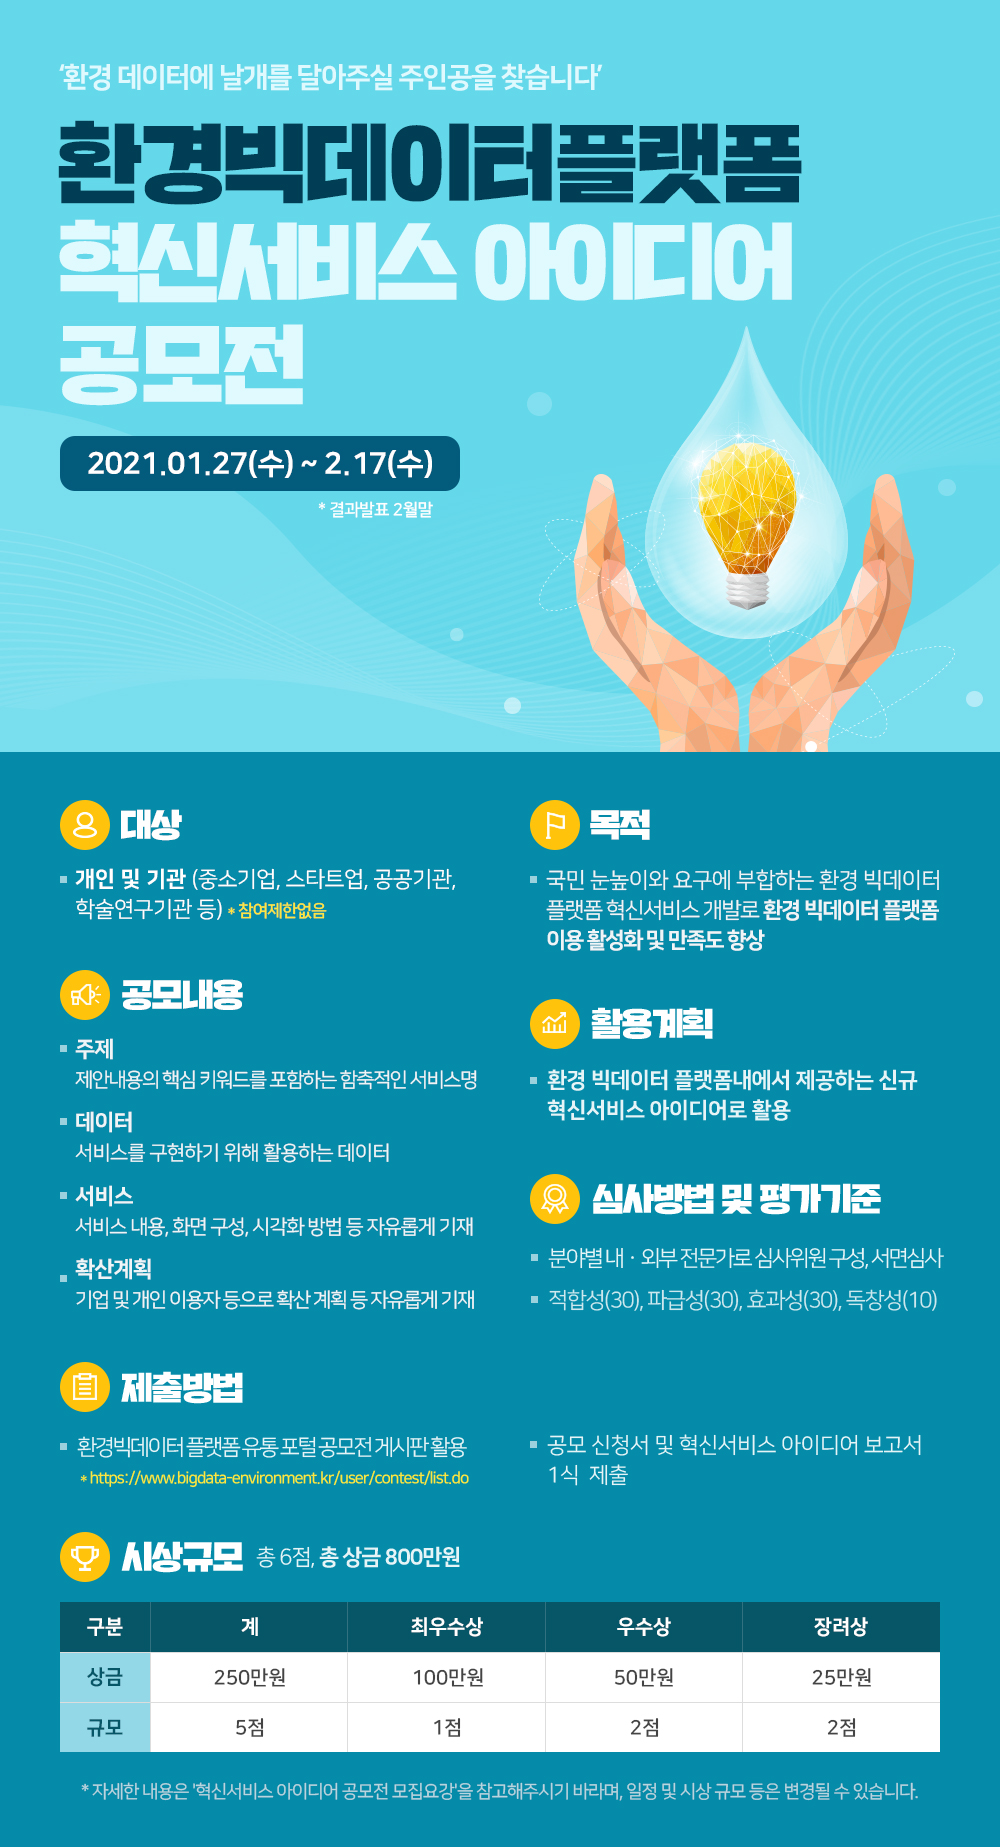 ‘환경 데이터에 날개를 달아주실 주인공을 찾습니다’
환경빅데이터플랫폼
혁신서비스 아이디어
공모전
2021.01.27(수) ~ 2.17(수)
* 결과발표 2월말
대상
개인 및 기관 (중소기업, 스타트업, 공공기관,
학술연구기관 등) * 참여제한없음
목적
국민 눈높이와 요구에 부합하는 환경 빅데이터
플랫폼 혁신서비스 개발로 환경 빅데이터 플랫폼
이용 활성화 및 만족도 향상
공모내용
주제
제안내용의 핵심 키워드를 포함하는 함축적인 서비스명
데이터
서비스를 구현하기 위해 활용하는 데이터
서비스
서비스 내용, 화면 구성, 시각화 방법 등 자유롭게 기재
확산계획
기업 및 개인 이용자 등으로 확산 계획 등 자유롭게 기재
활용계획
환경 빅데이터 플랫폼내에서 제공하는 신규
혁신서비스 아이디어로 활용
심사방법 및 평가기준
분야별 내 · 외부 전문가로 심사위원 구성, 서면심사
적합성(30), 파급성(30), 효과성(30), 독창성(10)
제출방법
환경빅데이터 플랫폼 유통 포털 공모전 게시판 활용
* https://www.bigdata-environment.kr/user/contest/list.do
공모 신청서 및 혁신서비스 아이디어 보고서
1식 제출
시상규모 총 6점, 총 상금 800만원
구분 계 최우수상 우수상 장려상
상금 250만원 100만원 50만원 25만원
규모 5점 1점 2점 2점
* 자세한 내용은 '혁신서비스 아이디어 공모전 모집요강'을 참고해주시기 바라며, 일정 및 시상 규모 등은 변경될 수 있습니다.